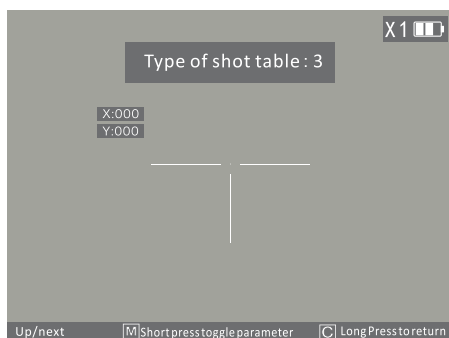 X1
Type of shot table: 3
X:000
Y:000
Up/next M Short press toggle parameter C Long Press to return